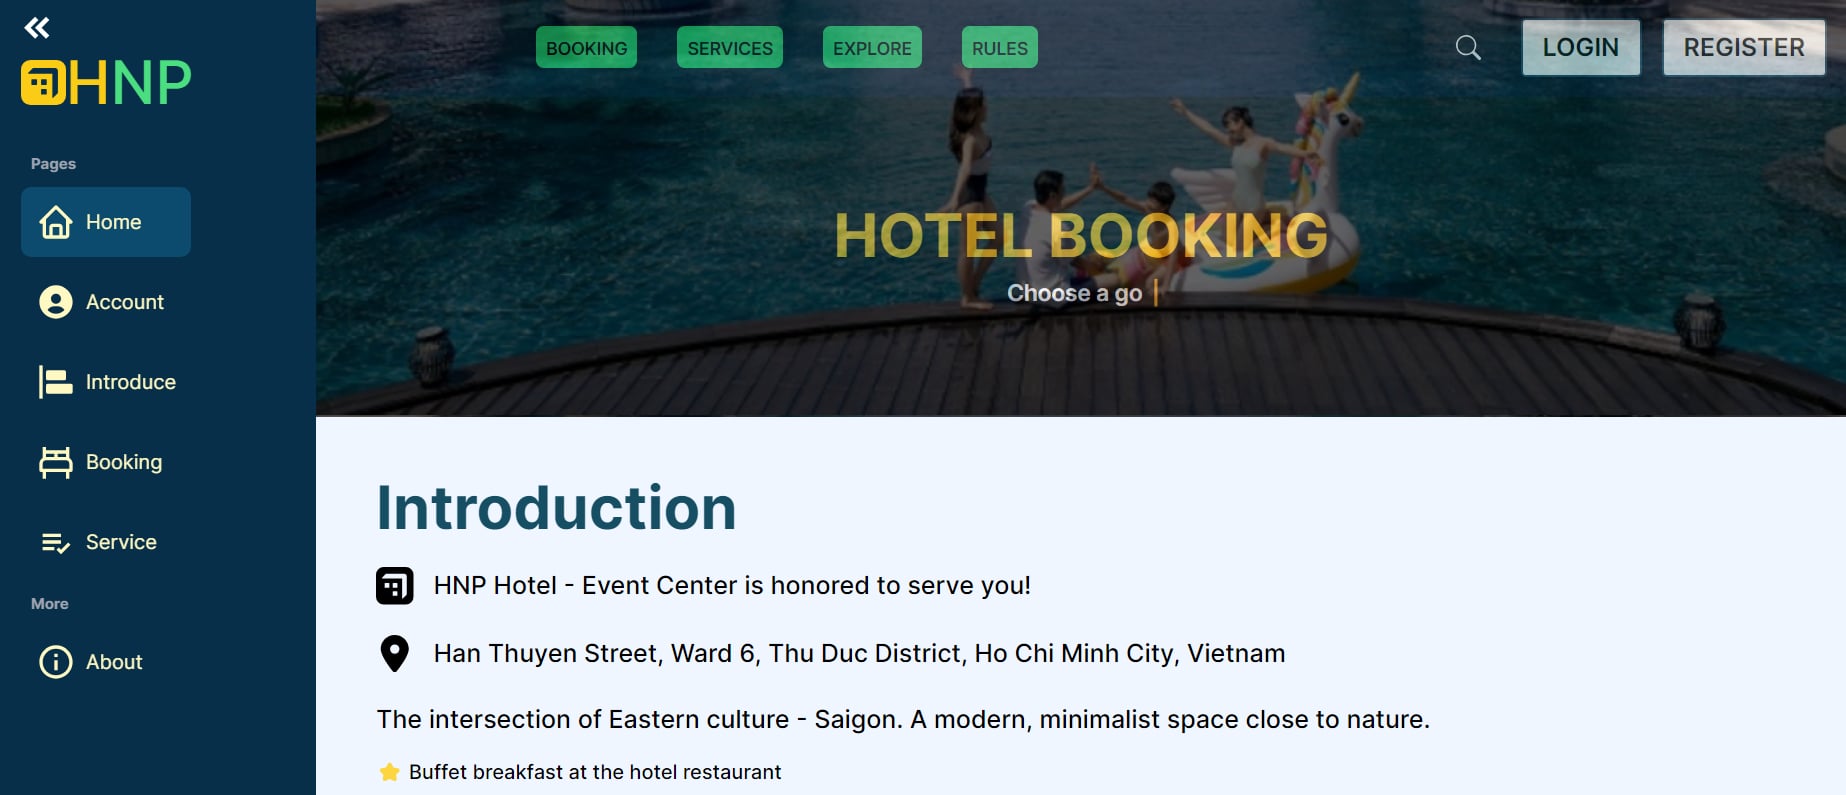 HNP
Pages
Home
Account
Introduce
Booking
Service
More
About
BOOKING
SERVICES
EXPLORE
RULES
LOGIN
REGISTER
HOTEL BOOKING
Choose a go
Introduction
HNP Hotel - Event Center is honored to serve you!
Han Thuyen Street, Ward 6, Thu Duc District, Ho Chi Minh City, Vietnam
The intersection of Eastern culture - Saigon. A modern, minimalist space close to nature.
Buffet breakfast at the hotel restaurant